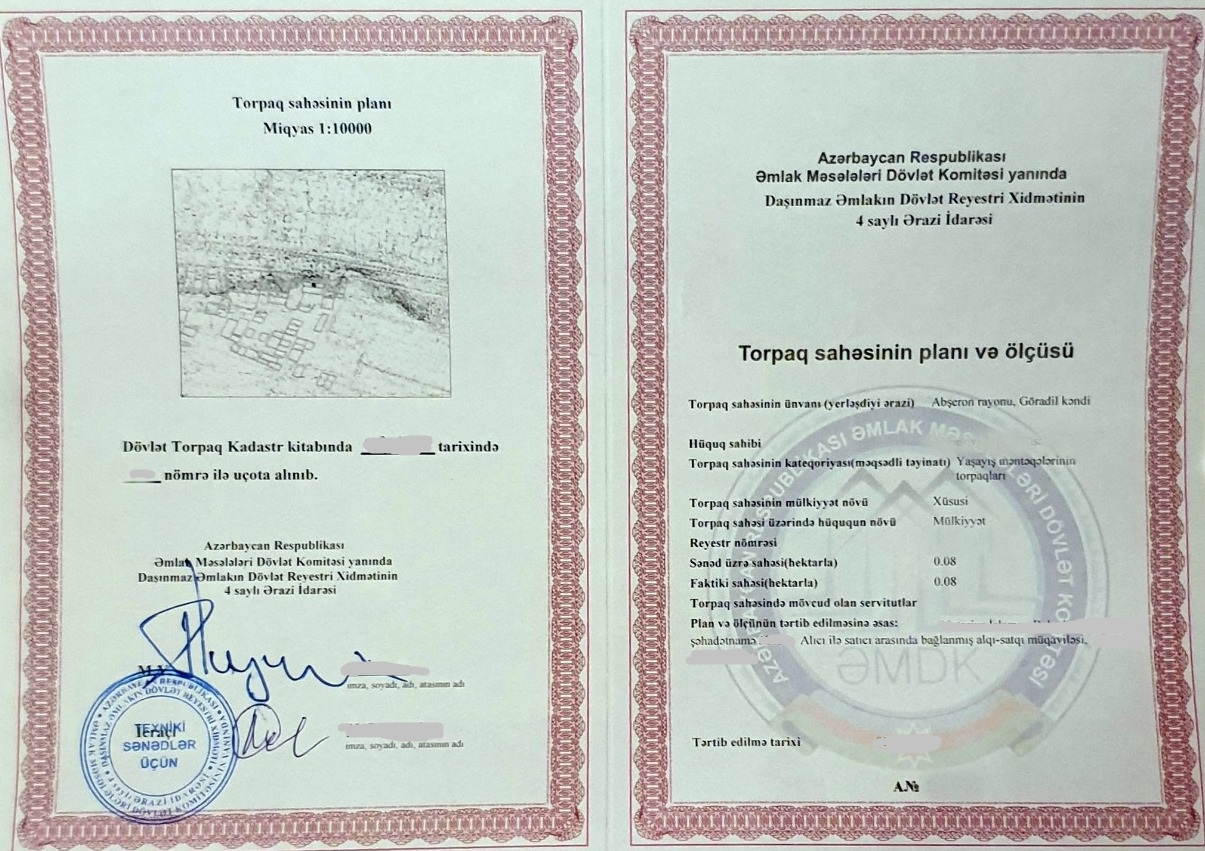 Torpaq sahəsinin planı
Miqyas 1:10000
Dövlət Torpaq Kadastr kitabında tarixində
nömrə ilə uçota alınıb.
Azərbaycan Respublikası
Əmlak Məsələləri Dövlət Komitəsi yanında
Daşınmaz Əmlakın Dövlət Reyestri Xidmətinin
4 saylı Ərazi İdarəsi
imza, soyadı, adı, atasının adı
TEXNİKİ
SƏNƏDLƏR
ÜÇÜN
imza, soyadı, adı, atasının adı
Azərbaycan Respublikası
Əmlak Məsələləri Dövlət Komitəsi yanında
Daşınmaz Əmlakın Dövlət Reyestri Xidmətinin
4 saylı Ərazi İdarəsi
Torpaq sahəsinin planı və ölçüsü
Torpaq sahəsinin ünvanı (yerləşdiyi ərazi) Abşeron rayonu, Göradil kəndi
Hüquq sahibi
Torpaq sahəsinin kateqoriyası(məqsədli təyinatı) Yaşayış məntəqələrinin
torpaqları
Torpaq sahəsinin mülkiyyət növü Xüsusi
Torpaq sahəsi üzərində hüququn növü Mülkiyyət
Reyestr nömrəsi
Sənəd üzrə sahəsi(hektarla) 0.08
Faktiki sahəsi(hektarla) 0.08
Torpaq sahəsində mövcud olan servitutlar
Plan və ölçünün tərtib edilməsinə əsas:
şəhadətnamə Alıcı ilə satıcı arasında bağlanmış alqı-satqı müqaviləsi,
ƏMDK
Tərtib edilmə tarixi
A.№